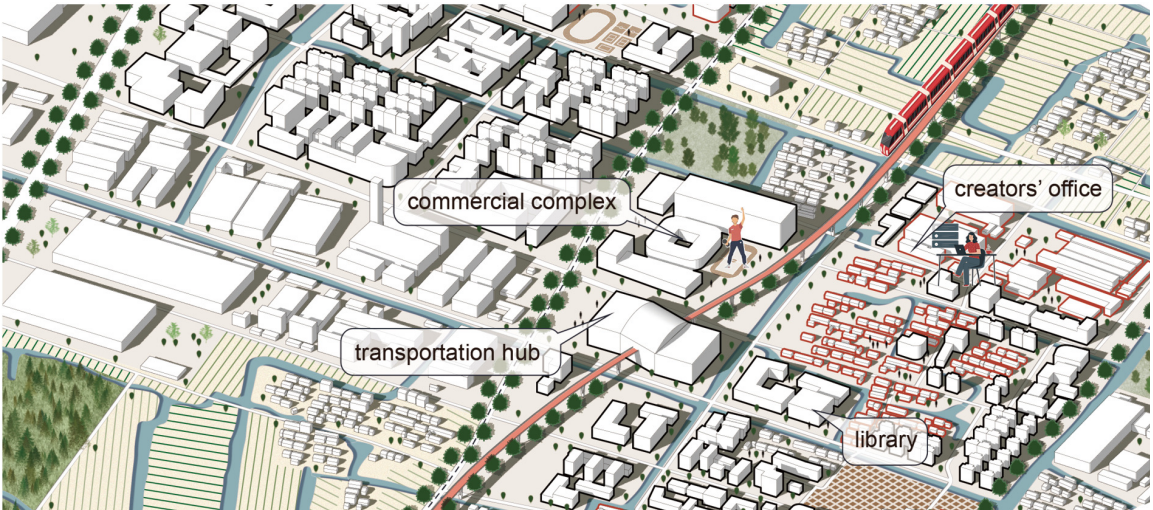 creators’ office
commercial complex
transportation hub
library